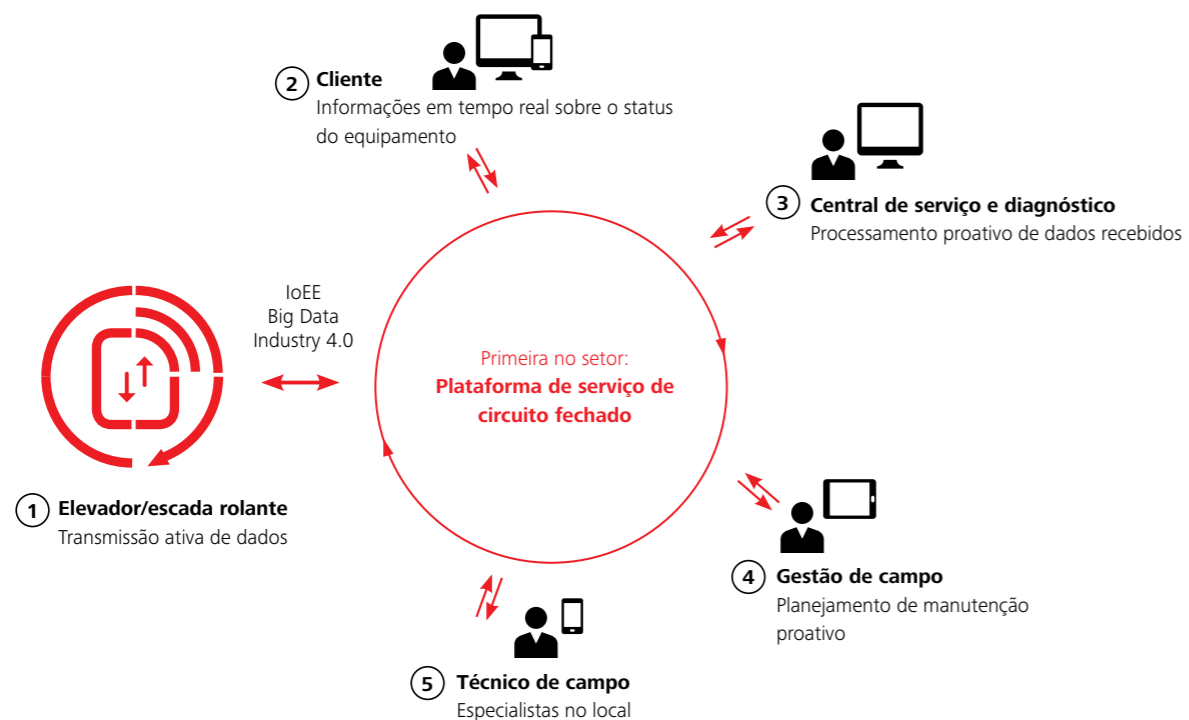 2 Cliente
Informações em tempo real sobre o status
do equipamento
3 Central de serviço e diagnóstico
Processamento proativo de dados recebidos
IoEE
Big Data
Industry 4.0
Primeira no setor:
Plataforma de serviço de
circuito fechado
1 Elevador/escada rolante
Transmissão ativa de dados
4 Gestão de campo
Planejamento de manutenção
proativo
5 Técnico de campo
Especialistas no local